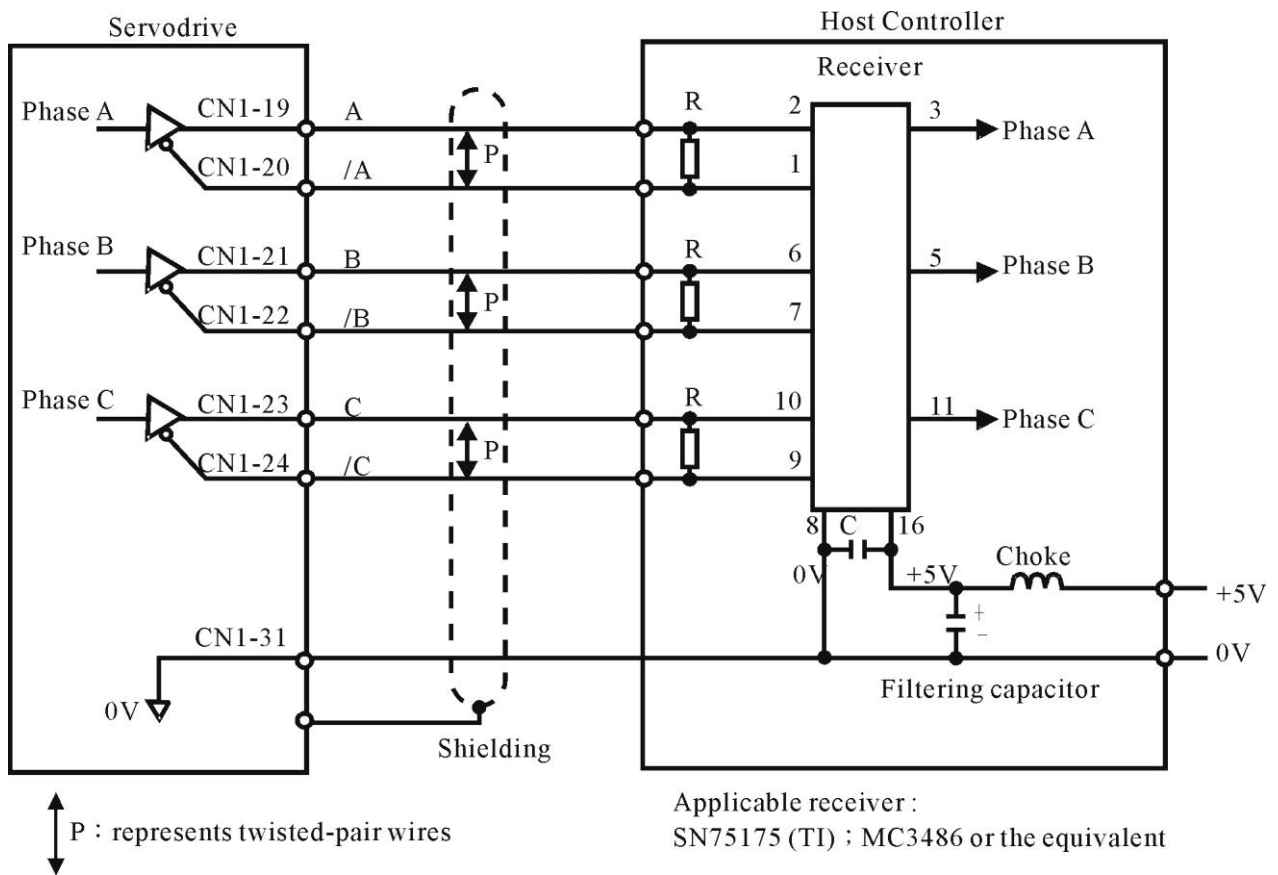 Servodrive
Host Controller
Receiver
Phase A
CN1-19
A
R
2
3
Phase A
P
CN1-20
/A
1
Phase B
CN1-21
B
R
6
5
Phase B
P
CN1-22
/B
7
Phase C
CN1-23
C
R
10
11
Phase C
P
CN1-24
/C
9
8
C
16
0V
+5V
Choke
+5V
+
−
CN1-31
0V
0V
Filtering capacitor
Shielding
P：represents twisted-pair wires
Applicable receiver :
SN75175 (TI)；MC3486 or the equivalent